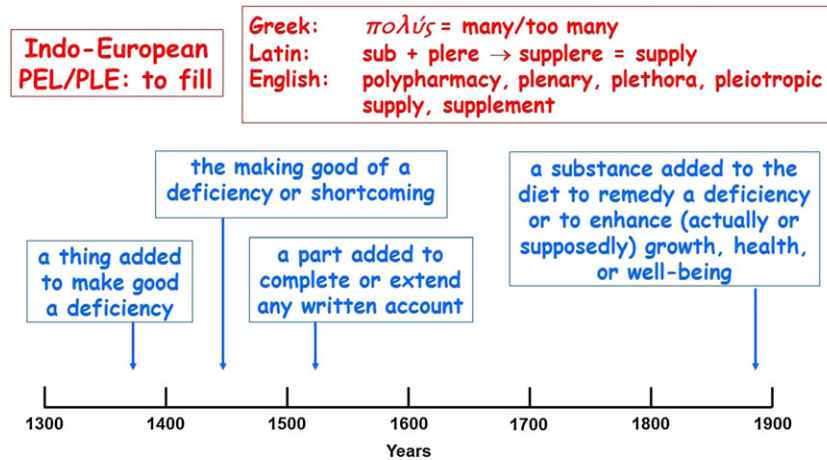 Indo-European
PEL/PLE: to fill
Greek: πολύς = many/too many
Latin: sub + plere → supplere = supply
English: polypharmacy, plenary, plethora, pleiotropic
supply, supplement
the making good of a
deficiency or shortcoming
a substance added to the
diet to remedy a deficiency
or to enhance (actually or
supposedly) growth, health,
or well-being
a thing added
to make good
a deficiency
a part added to
complete or extend
any written account
1300 1400 1500 1600 1700 1800 1900
Years